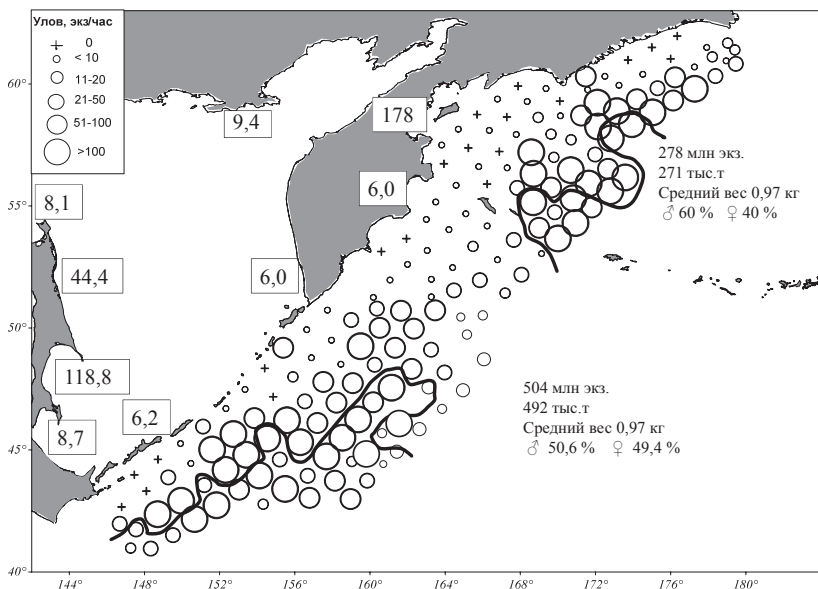 Улов, экз/час
0
< 10
11-20
21-50
51-100
>100
60°
55°
50°
45°
40°
9,4
178
6,0
8,1
6,0
44,4
118,8
6,2
8,7
278 млн экз.
271 тыс.т
Средний вес 0,97 кг
♂ 60 % ♀ 40 %
504 млн экз.
492 тыс.т
Средний вес 0,97 кг
♂ 50,6 % ♀ 49,4 %
144° 148° 152° 156° 160° 164° 168° 172° 176° 180°